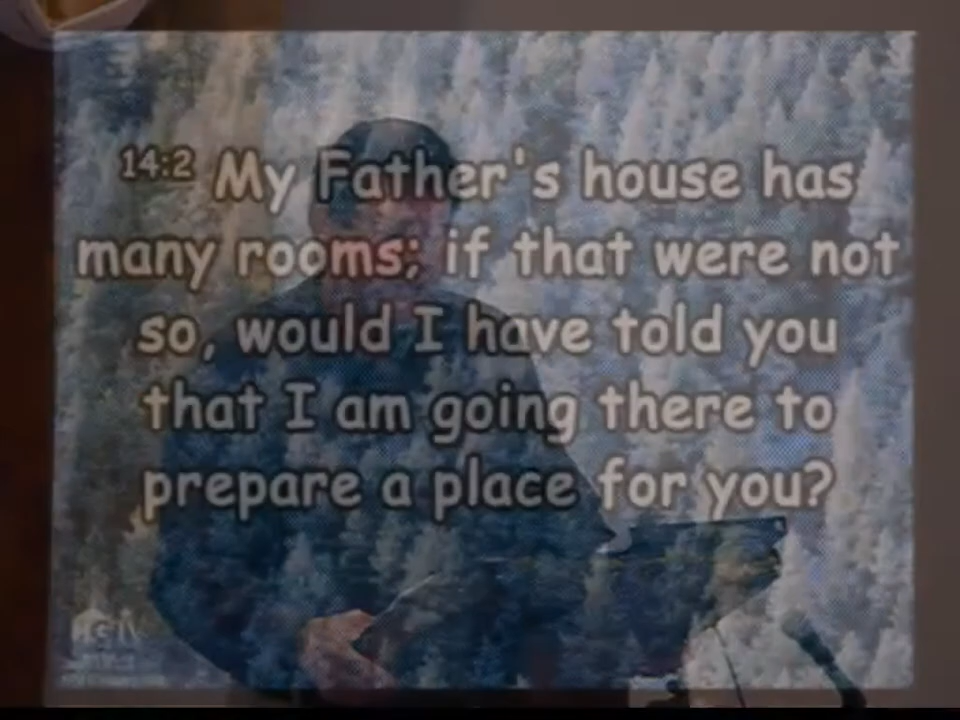 14:2 My Father's house has
many rooms; if that were not
so, would I have told you
that I am going there to
prepare a place for you?